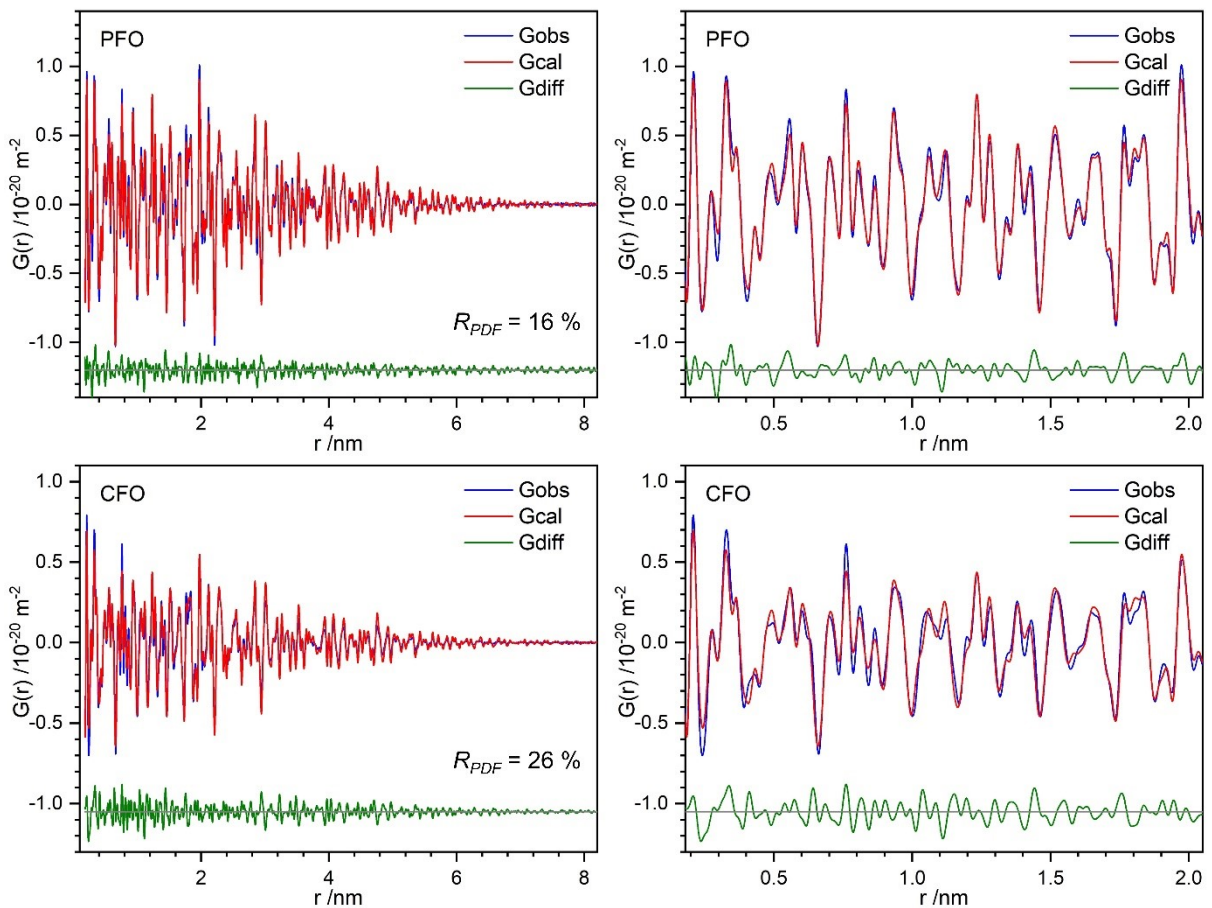 PFO
Gobs
Gcal
Gdiff
1.0
0.5
0.0
-0.5
-1.0
G(r) /10⁻²⁰ m⁻²
R_PDF = 16 %
2
4
6
8
r /nm
PFO
Gobs
Gcal
Gdiff
1.0
0.5
0.0
-0.5
-1.0
G(r) /10⁻²⁰ m⁻²
0.5
1.0
1.5
2.0
r /nm
CFO
Gobs
Gcal
Gdiff
1.0
0.5
0.0
-0.5
-1.0
G(r) /10⁻²⁰ m⁻²
R_PDF = 26 %
2
4
6
8
r /nm
CFO
Gobs
Gcal
Gdiff
1.0
0.5
0.0
-0.5
-1.0
G(r) /10⁻²⁰ m⁻²
0.5
1.0
1.5
2.0
r /nm